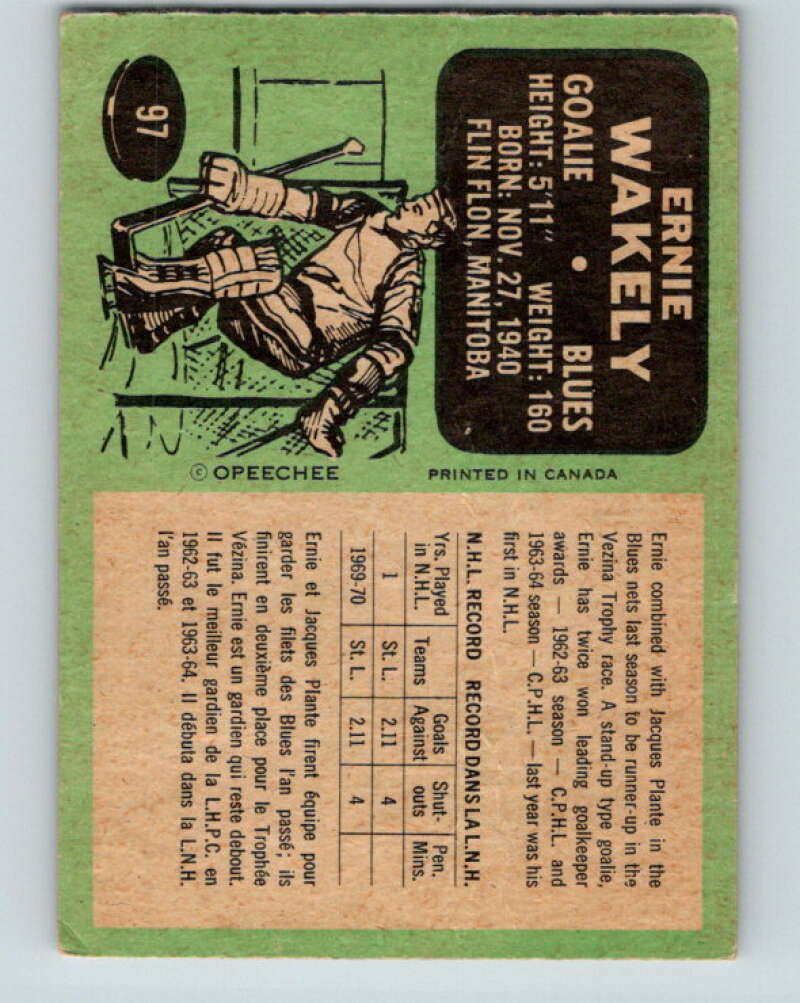 97
ERNIE
WAKELY
GOALIE • BLUES
HEIGHT: 5'11" WEIGHT: 160
BORN: NOV. 27, 1940
FLIN FLON, MANITOBA
© OPEECHEE
PRINTED IN CANADA
Ernie combined with Jacques Plante in the
Blues nets last season to be runner-up in the
Vezina Trophy race. A stand-up type goalie,
Ernie has twice won leading goalkeeper
awards — 1962-63 season — C.P.H.L. and
1963-64 season — C.P.H.L. — last year was his
first in N.H.L.
N.H.L. RECORD RECORD DANS LA L.N.H.
Yrs. Played Goals Shut- Pen.
in N.H.L. Teams Against outs Mins.
1 St. L. 2.11 4
1969-70 St. L. 2.11 4
Ernie et Jacques Plante firent équipe pour
garder les filets des Blues l'an passé; ils
finirent en deuxième place pour le Trophée
Vézina. Ernie est un gardien qui reste debout.
Il fut le meilleur gardien de la L.H.P.C. en
1962-63 et 1963-64. Il débuta dans la L.N.H.
l'an passé.